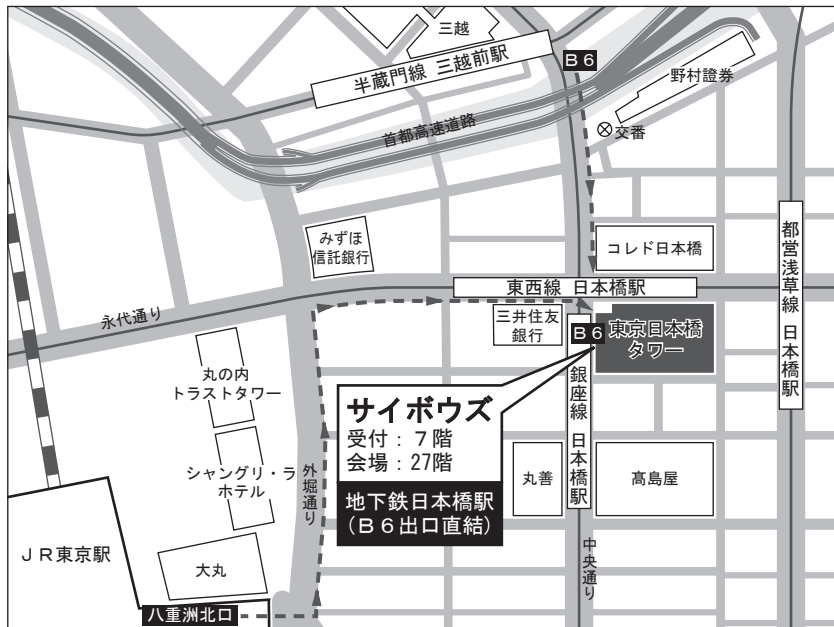 三越
半蔵門線 三越前駅
B6
野村證券
首都高速道路
交番
みずほ
信託銀行
コレド日本橋
都営浅草線 日本橋駅
東西線 日本橋駅
永代通り
三井住友
銀行
B6
東京日本橋
タワー
丸の内
トラストタワー
サイボウズ
受付：7階
会場：27階
地下鉄日本橋駅
（B6出口直結）
銀座線 日本橋駅
シャングリ・ラ
ホテル
外堀通り
丸善
髙島屋
JR東京駅
大丸
中央通り
八重洲北口